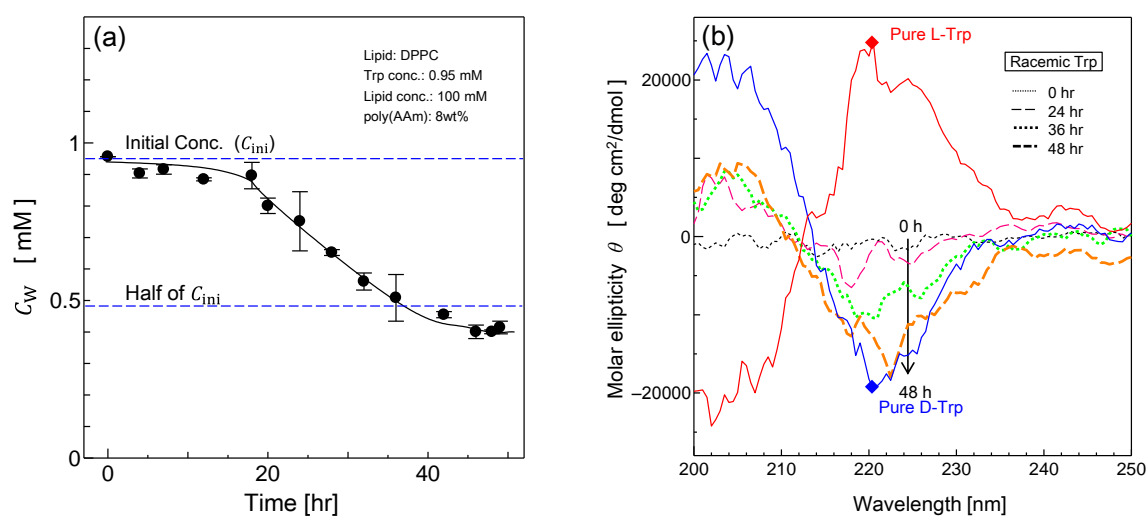 (a)
Lipid: DPPC
Trp conc.: 0.95 mM
Lipid conc.: 100 mM
poly(AAm): 8wt%
Initial Conc. (C_ini)
Half of C_ini
1
0.5
0
C_W [mM]
0 20 40
Time [hr]
(b)
Pure L-Trp
Racemic Trp
0 hr
24 hr
36 hr
48 hr
0 h
48 h
Pure D-Trp
20000
0
−20000
Molar ellipticity θ [deg cm²/dmol]
200 210 220 230 240 250
Wavelength [nm]